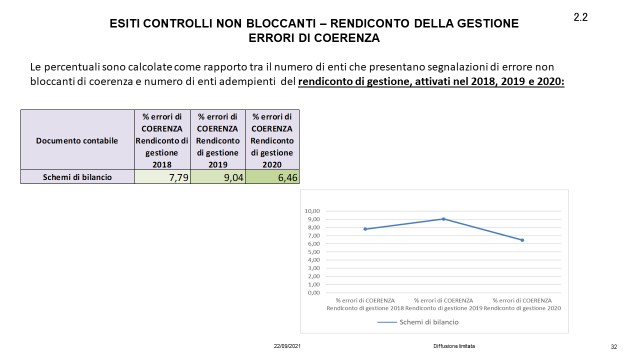 2.2
ESITI CONTROLLI NON BLOCCANTI – RENDICONTO DELLA GESTIONE
ERRORI DI COERENZA
Le percentuali sono calcolate come rapporto tra il numero di enti che presentano segnalazioni di errore non
bloccanti di coerenza e numero di enti adempienti del rendiconto di gestione, attivati nel 2018, 2019 e 2020:
Documento contabile
% errori di
COERENZA
Rendiconto di
gestione
2018
% errori di
COERENZA
Rendiconto
di gestione
2019
% errori di
COERENZA
Rendiconto
di gestione
2020
Schemi di bilancio 7,79 9,04 6,46
10,00
9,00
8,00
7,00
6,00
5,00
4,00
3,00
2,00
1,00
0,00
% errori di COERENZA % errori di COERENZA % errori di COERENZA
Rendiconto di gestione 2018 Rendiconto di gestione 2019 Rendiconto di gestione 2020
Schemi di bilancio
22/09/2021 Diffusione limitata 32